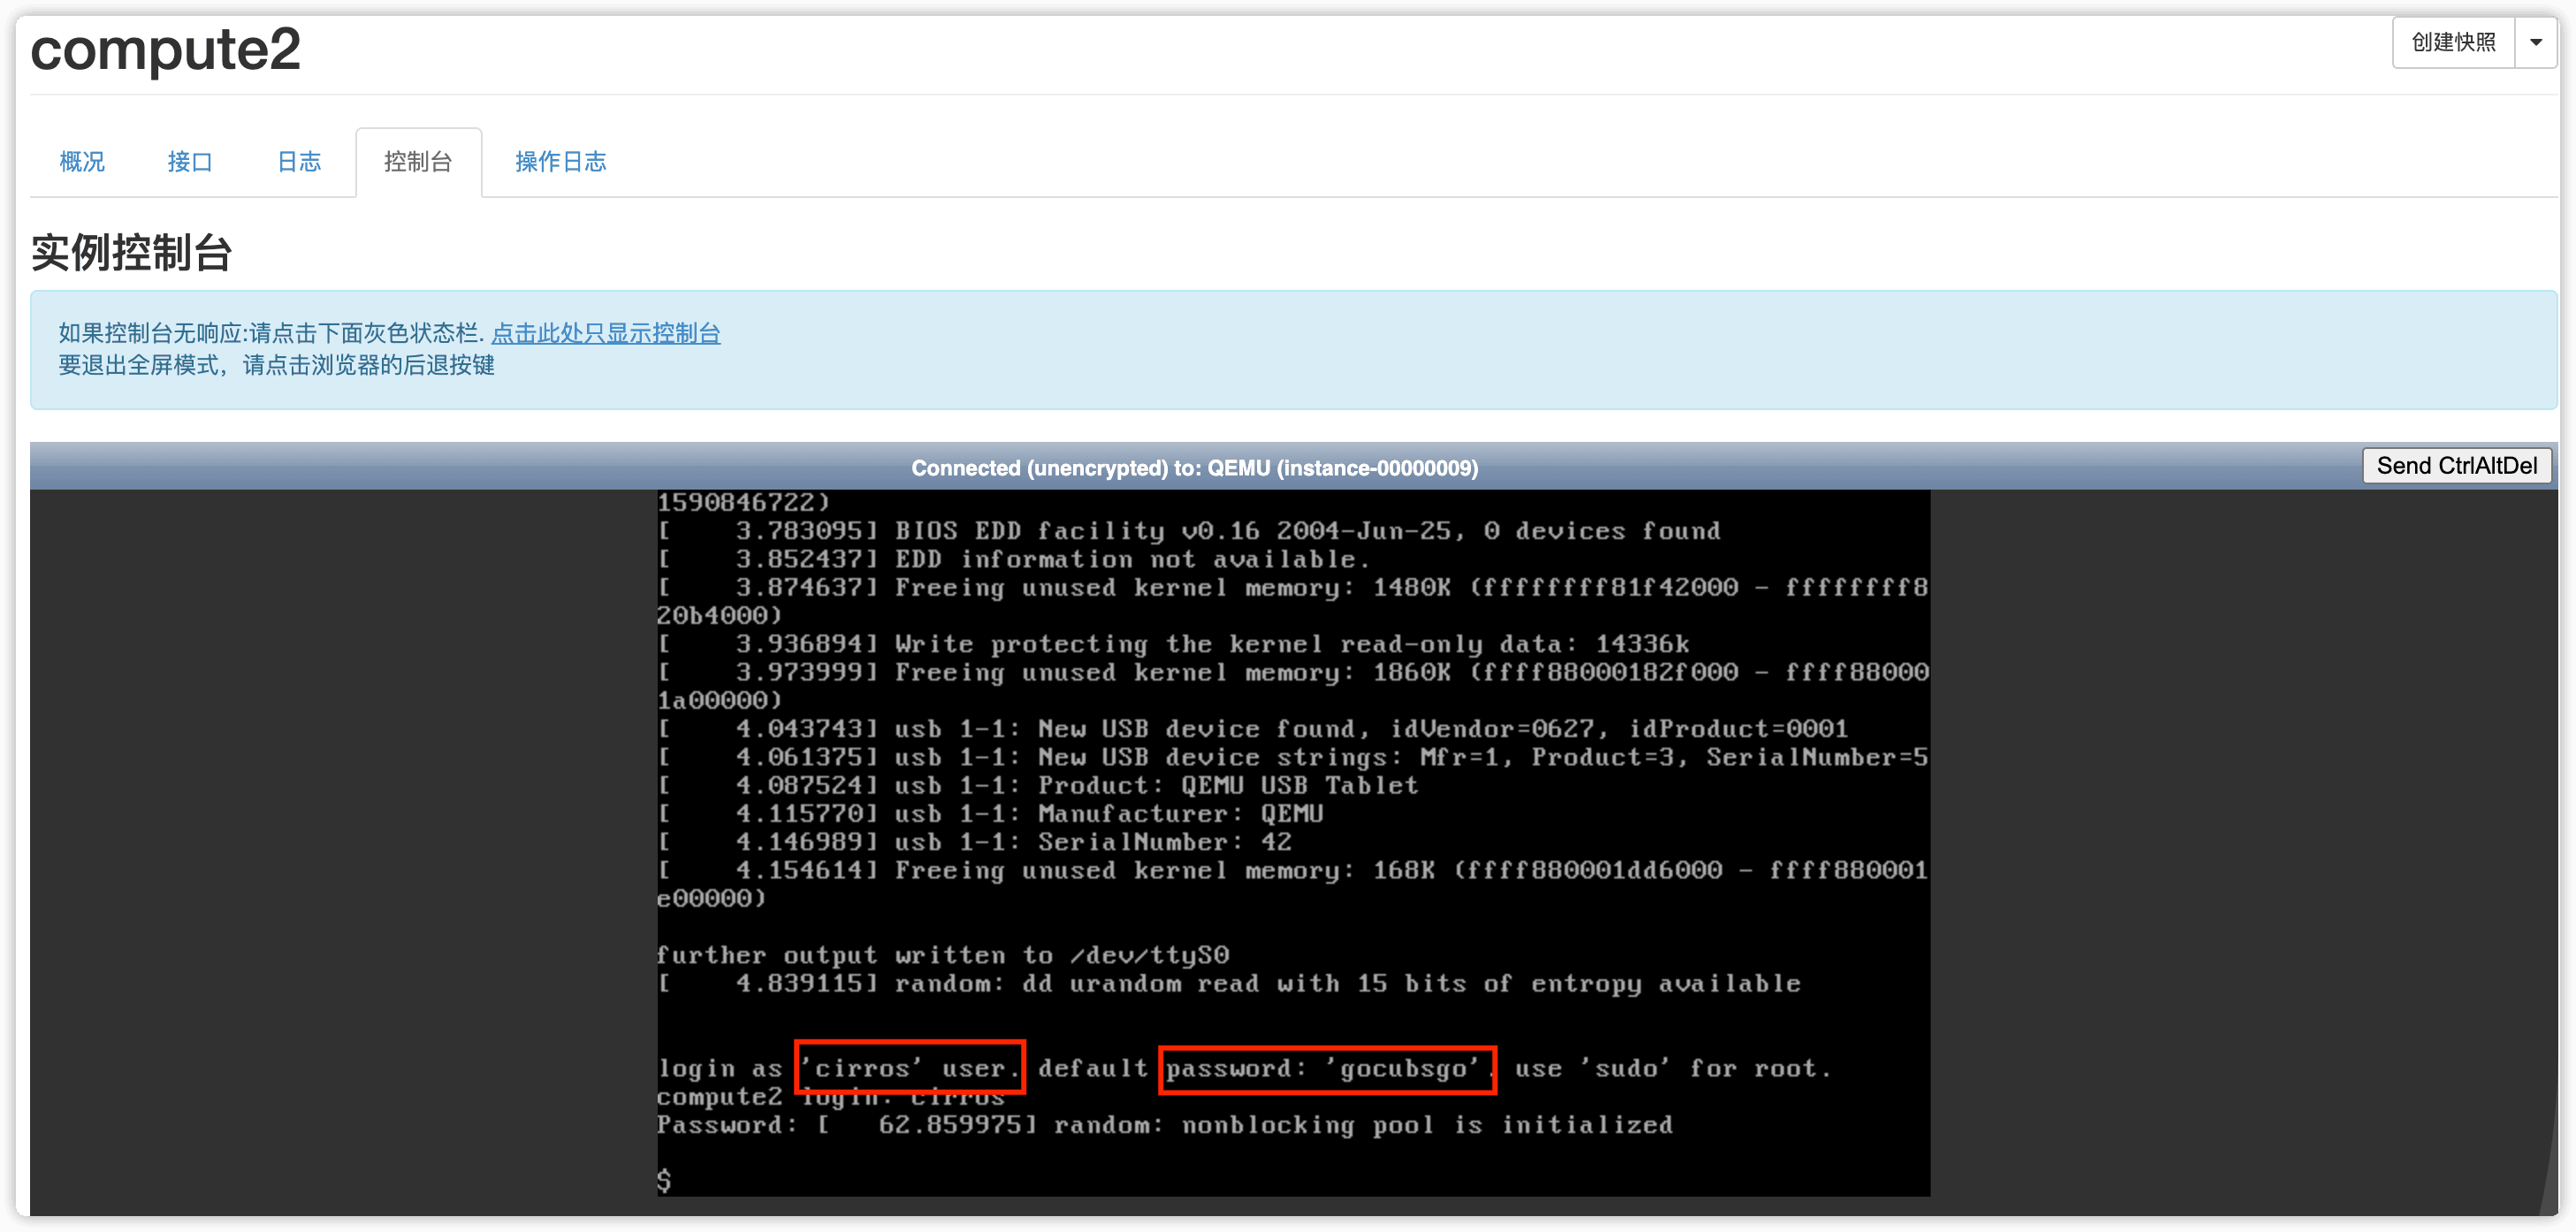 compute2
创建快照
概况 接口 日志 控制台 操作日志
实例控制台
如果控制台无响应:请点击下面灰色状态栏. 点击此处只显示控制台
要退出全屏模式，请点击浏览器的后退按键
Connected (unencrypted) to: QEMU (instance-00000009)
Send CtrlAltDel
1590846722)
[    3.783095] BIOS EDD facility v0.16 2004-Jun-25, 0 devices found
[    3.852437] EDD information not available.
[    3.874637] Freeing unused kernel memory: 1480K (ffffffff81f42000 - ffffffff8
20b4000)
[    3.936894] Write protecting the kernel read-only data: 14336k
[    3.973999] Freeing unused kernel memory: 1860K (ffff88000182f000 - ffff88000
1a00000)
[    4.043743] usb 1-1: New USB device found, idVendor=0627, idProduct=0001
[    4.061375] usb 1-1: New USB device strings: Mfr=1, Product=3, SerialNumber=5
[    4.087524] usb 1-1: Product: QEMU USB Tablet
[    4.115770] usb 1-1: Manufacturer: QEMU
[    4.146989] usb 1-1: SerialNumber: 42
[    4.154614] Freeing unused kernel memory: 168K (ffff880001dd6000 - ffff880001
e00000)
further output written to /dev/ttyS0
[    4.839115] random: dd urandom read with 15 bits of entropy available
login as 'cirros' user. default password: 'gocubsgo'. use 'sudo' for root.
compute2 login: cirros
Password: [   62.859975] random: nonblocking pool is initialized
$